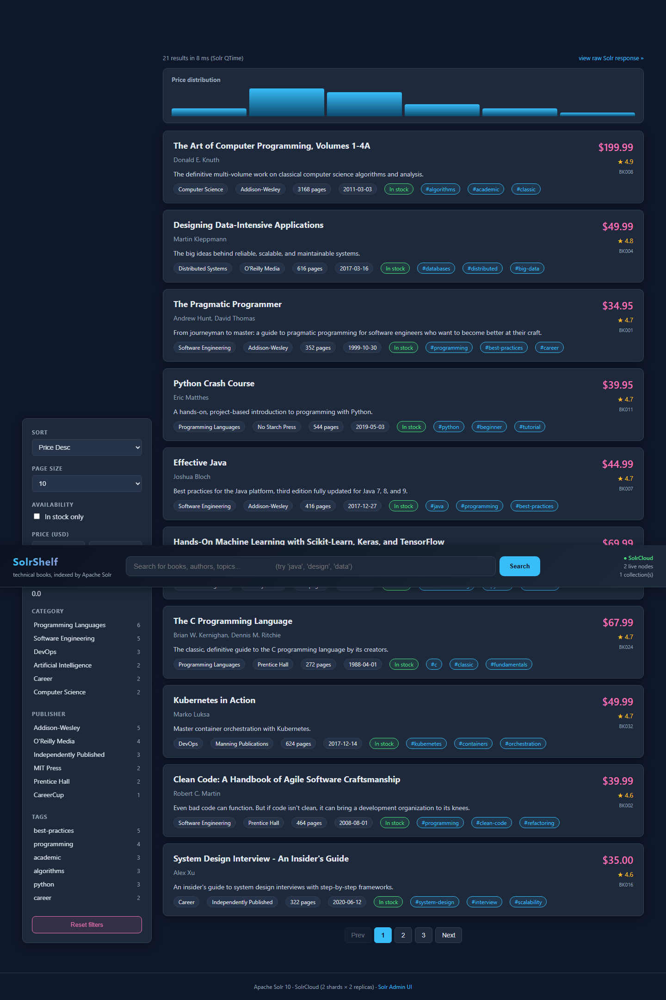 21 results in 8 ms (Solr QTime)
view raw Solr response »
Price distribution
The Art of Computer Programming, Volumes 1-4A
$199.99
Donald E. Knuth
★ 4.9
The definitive multi-volume work on classical computer science algorithms and analysis.
BK008
Computer Science Addison-Wesley 3168 pages 2011-03-03 In stock #algorithms #academic #classic
Designing Data-Intensive Applications
$49.99
Martin Kleppmann
★ 4.8
The big ideas behind reliable, scalable, and maintainable systems.
BK004
Distributed Systems O'Reilly Media 616 pages 2017-03-16 In stock #databases #distributed #big-data
The Pragmatic Programmer
$34.95
Andrew Hunt, David Thomas
★ 4.7
From journeyman to master: a guide to pragmatic programming for software engineers who want to become better at their craft.
BK001
Software Engineering Addison-Wesley 352 pages 1999-10-30 In stock #programming #best-practices #career
Python Crash Course
$39.95
Eric Matthes
★ 4.7
A hands-on, project-based introduction to programming with Python.
BK011
Programming Languages No Starch Press 544 pages 2019-05-03 In stock #python #beginner #tutorial
Effective Java
$44.99
Joshua Bloch
★ 4.7
Best practices for the Java platform, third edition fully updated for Java 7, 8, and 9.
BK007
Software Engineering Addison-Wesley 416 pages 2017-12-27 In stock #java #programming #best-practices
Hands-On Machine Learning with Scikit-Learn, Keras, and TensorFlow
$69.99
SORT
Price Desc
PAGE SIZE
10
AVAILABILITY
In stock only
PRICE (USD)
SolrShelf
technical books, indexed by Apache Solr
Search for books, authors, topics... (try 'java', 'design', 'data')
Search
● SolrCloud
2 live nodes
1 collection(s)
0.0
CATEGORY
Programming Languages 6
Software Engineering 5
DevOps 3
Artificial Intelligence 2
Career 2
Computer Science 2
PUBLISHER
Addison-Wesley 5
O'Reilly Media 4
Independently Published 3
MIT Press 2
Prentice Hall 2
CareerCup 1
TAGS
best-practices 5
programming 4
academic 3
algorithms 3
python 3
career 2
Reset filters
The C Programming Language
$67.99
Brian W. Kernighan, Dennis M. Ritchie
★ 4.7
The classic, definitive guide to the C programming language by its creators.
BK024
Programming Languages Prentice Hall 272 pages 1988-04-01 In stock #c #classic #fundamentals
Kubernetes in Action
$49.99
Marko Luksa
★ 4.7
Master container orchestration with Kubernetes.
BK032
DevOps Manning Publications 624 pages 2017-12-14 In stock #kubernetes #containers #orchestration
Clean Code: A Handbook of Agile Software Craftsmanship
$39.99
Robert C. Martin
★ 4.6
Even bad code can function. But if code isn't clean, it can bring a development organization to its knees.
BK002
Software Engineering Prentice Hall 464 pages 2008-08-01 In stock #programming #clean-code #refactoring
System Design Interview - An Insider's Guide
$35.00
Alex Xu
★ 4.6
An insider's guide to system design interviews with step-by-step frameworks.
BK016
Career Independently Published 322 pages 2020-06-12 In stock #system-design #interview #scalability
Prev 1 2 3 Next
Apache Solr 10 · SolrCloud (2 shards × 2 replicas) · Solr Admin UI